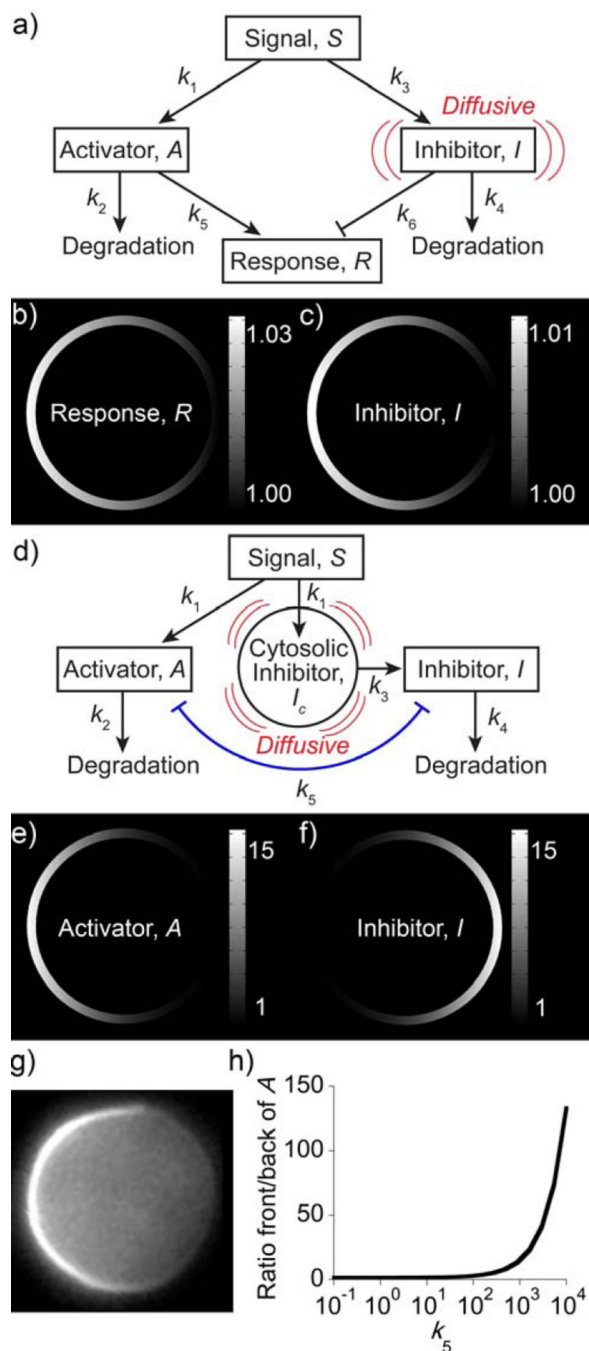 a)
Signal, S
k1
k3
Diffusive
Activator, A
Inhibitor, I
k2
k5
k6
k4
Degradation
Degradation
Response, R
b)
c)
1.03
1.01
Response, R
Inhibitor, I
1.00
1.00
d)
Signal, S
k1
k1
Activator, A
Cytosolic
Inhibitor,
Ic
Inhibitor, I
k3
k2
k4
Diffusive
Degradation
Degradation
k5
e)
f)
15
15
Activator, A
Inhibitor, I
1
1
g)
h)
Ratio front/back of A
150
100
50
0
10-1 100 101 102 103 104
k5